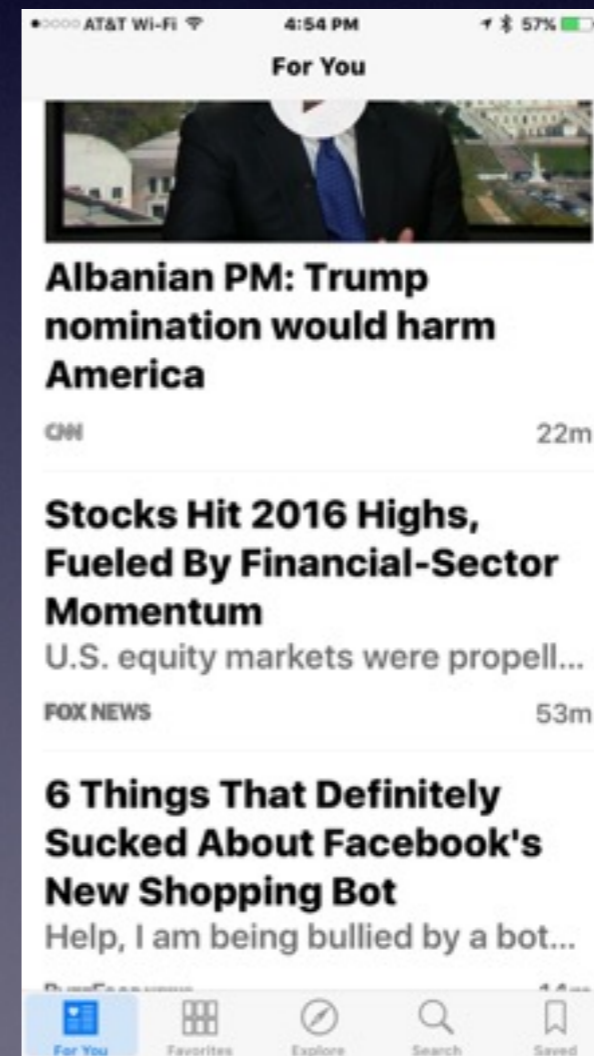 AT&T Wi-Fi 4:54 PM 57%
For You
Albanian PM: Trump
nomination would harm
America
CNN 22m
Stocks Hit 2016 Highs,
Fueled By Financial-Sector
Momentum
U.S. equity markets were propell...
FOX NEWS 53m
6 Things That Definitely
Sucked About Facebook's
New Shopping Bot
Help, I am being bullied by a bot...
For You Favorites Explore Search Saved